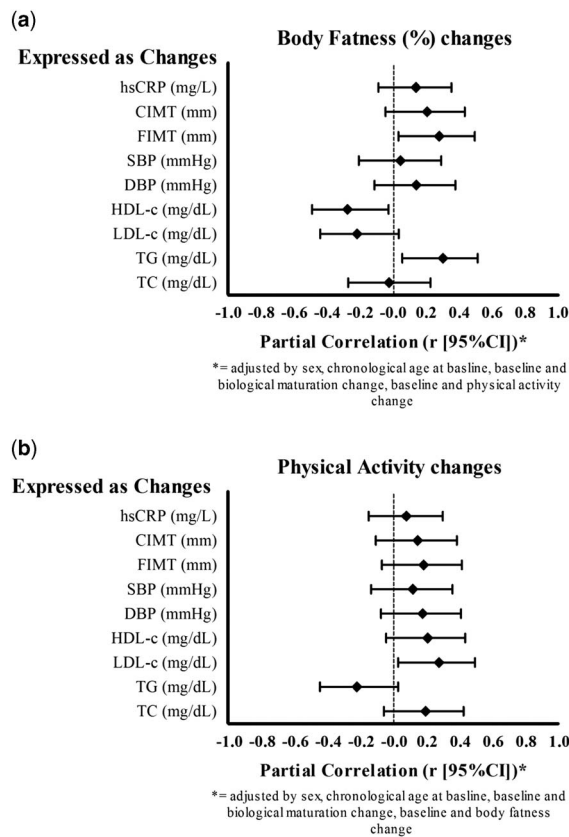 (a)
Body Fatness (%) changes
Expressed as Changes
hsCRP (mg/L)
CIMT (mm)
FIMT (mm)
SBP (mmHg)
DBP (mmHg)
HDL-c (mg/dL)
LDL-c (mg/dL)
TG (mg/dL)
TC (mg/dL)
-1.0 -0.8 -0.6 -0.4 -0.2 -0.0 0.2 0.4 0.6 0.8 1.0
Partial Correlation (r [95%CI])*
*= adjusted by sex, chronological age at basline, baseline and
biological maturation change, baseline and physical activity
change
(b)
Physical Activity changes
Expressed as Changes
hsCRP (mg/L)
CIMT (mm)
FIMT (mm)
SBP (mmHg)
DBP (mmHg)
HDL-c (mg/dL)
LDL-c (mg/dL)
TG (mg/dL)
TC (mg/dL)
-1.0 -0.8 -0.6 -0.4 -0.2 -0.0 0.2 0.4 0.6 0.8 1.0
Partial Correlation (r [95%CI])*
*= adjusted by sex, chronological age at basline, baseline and
biological maturation change, baseline and body fatness
change